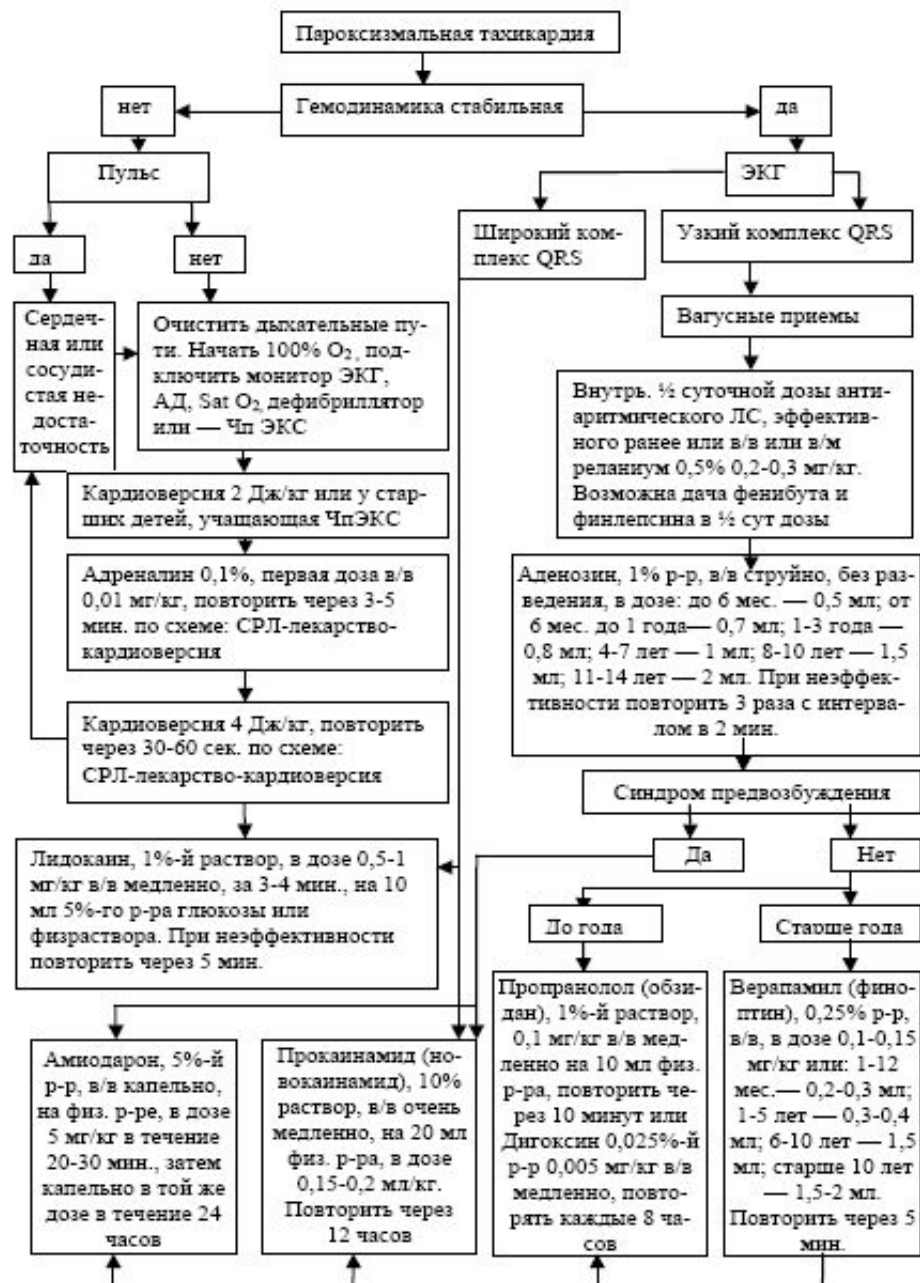 Пароксизмальная тахикардия
нет
Гемодинамика стабильная
да
Пульс
ЭКГ
да
нет
Широкий ком-
плекс QRS
Узкий комплекс QRS
Сердеч-
ная или
сосуди-
стая не-
доста-
точность
Очистить дыхательные пу-
ти. Начать 100% O₂, под-
ключить монитор ЭКГ,
АД, Sat O₂, дефибриллятор
или — Чп ЭКС
Вагусные приемы
Внутрь. ½ суточной дозы анти-
аритмического ЛС, эффектив-
ного ранее или в/в или в/м
реланиум 0,5% 0,2-0,3 мг/кг.
Возможна дача фенибута и
финлепсина в ½ сут дозы
Кардиоверсия 2 Дж/кг или у стар-
ших детей, учащающая ЧпЭКС
Адреналин 0,1%, первая доза в/в
0,01 мг/кг, повторить через 3-5
мин. по схеме: СРЛ-лекарство-
кардиоверсия
Аденозин, 1% р-р, в/в струйно, без раз-
ведения, в дозе: до 6 мес. — 0,5 мл; от
6 мес. до 1 года— 0,7 мл; 1-3 года —
0,8 мл; 4-7 лет — 1 мл; 8-10 лет — 1,5
мл; 11-14 лет — 2 мл. При неэффек-
тивности повторить 3 раза с интерва-
лом в 2 мин.
Кардиоверсия 4 Дж/кг, повторить
через 30-60 сек. по схеме:
СРЛ-лекарство-кардиоверсия
Синдром предвозбуждения
Да
Нет
Лидокаин, 1%-й раствор, в дозе 0,5-1
мг/кг в/в медленно, за 3-4 мин., на 10
мл 5%-го р-ра глюкозы или
физраствора. При неэффективности
повторить через 5 мин.
До года
Старше года
Амиодарон, 5%-й
р-р, в/в капельно,
на физ. р-ре, в дозе
5 мг/кг в течение
20-30 мин., затем
капельно в той же
дозе в течение 24
часов
Прокаинамид (но-
вокаинамид), 10%
раствор, в/в очень
медленно, на 20 мл
физ. р-ра, в дозе
0,15-0,2 мл/кг.
Повторить через
12 часов
Пропранолол (обзи-
дан), 1%-й раствор,
0,1 мг/кг в/в мед-
ленно на 10 мл физ.
р-ра, повторить че-
рез 10 минут или
Дигоксин 0,025%-й
р-р 0,005 мг/кг в/в
медленно, повто-
рять каждые 8 ча-
сов
Верапамил (фино-
птин), 0,25% р-р,
в/в, в дозе 0,1-0,15
мг/кг или: 1-12
мес.— 0,2-0,3 мл;
1-5 лет — 0,3-0,4
мл; 6-10 лет — 1,5
мл; старше 10 лет
— 1,5-2 мл.
Повторить через 5
мин.